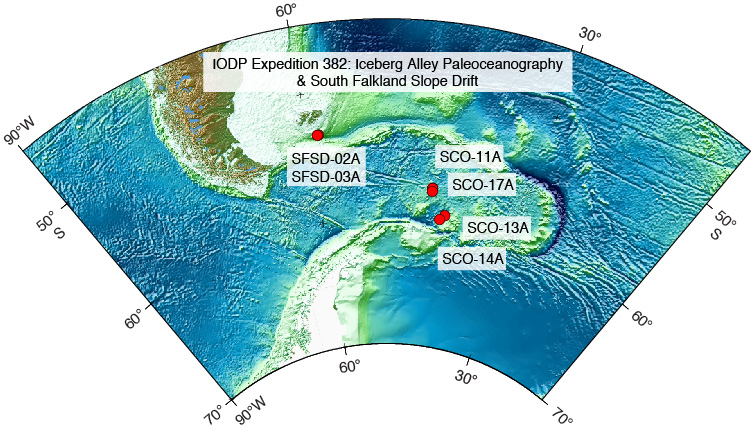 60°
30°
IODP Expedition 382: Iceberg Alley Paleoceanography
& South Falkland Slope Drift
90°W
SFSD-02A
SFSD-03A
SCO-11A
SCO-17A
50°
S
50°
S
SCO-13A
SCO-14A
60°
60°
60°
30°
70°
90°W
70°